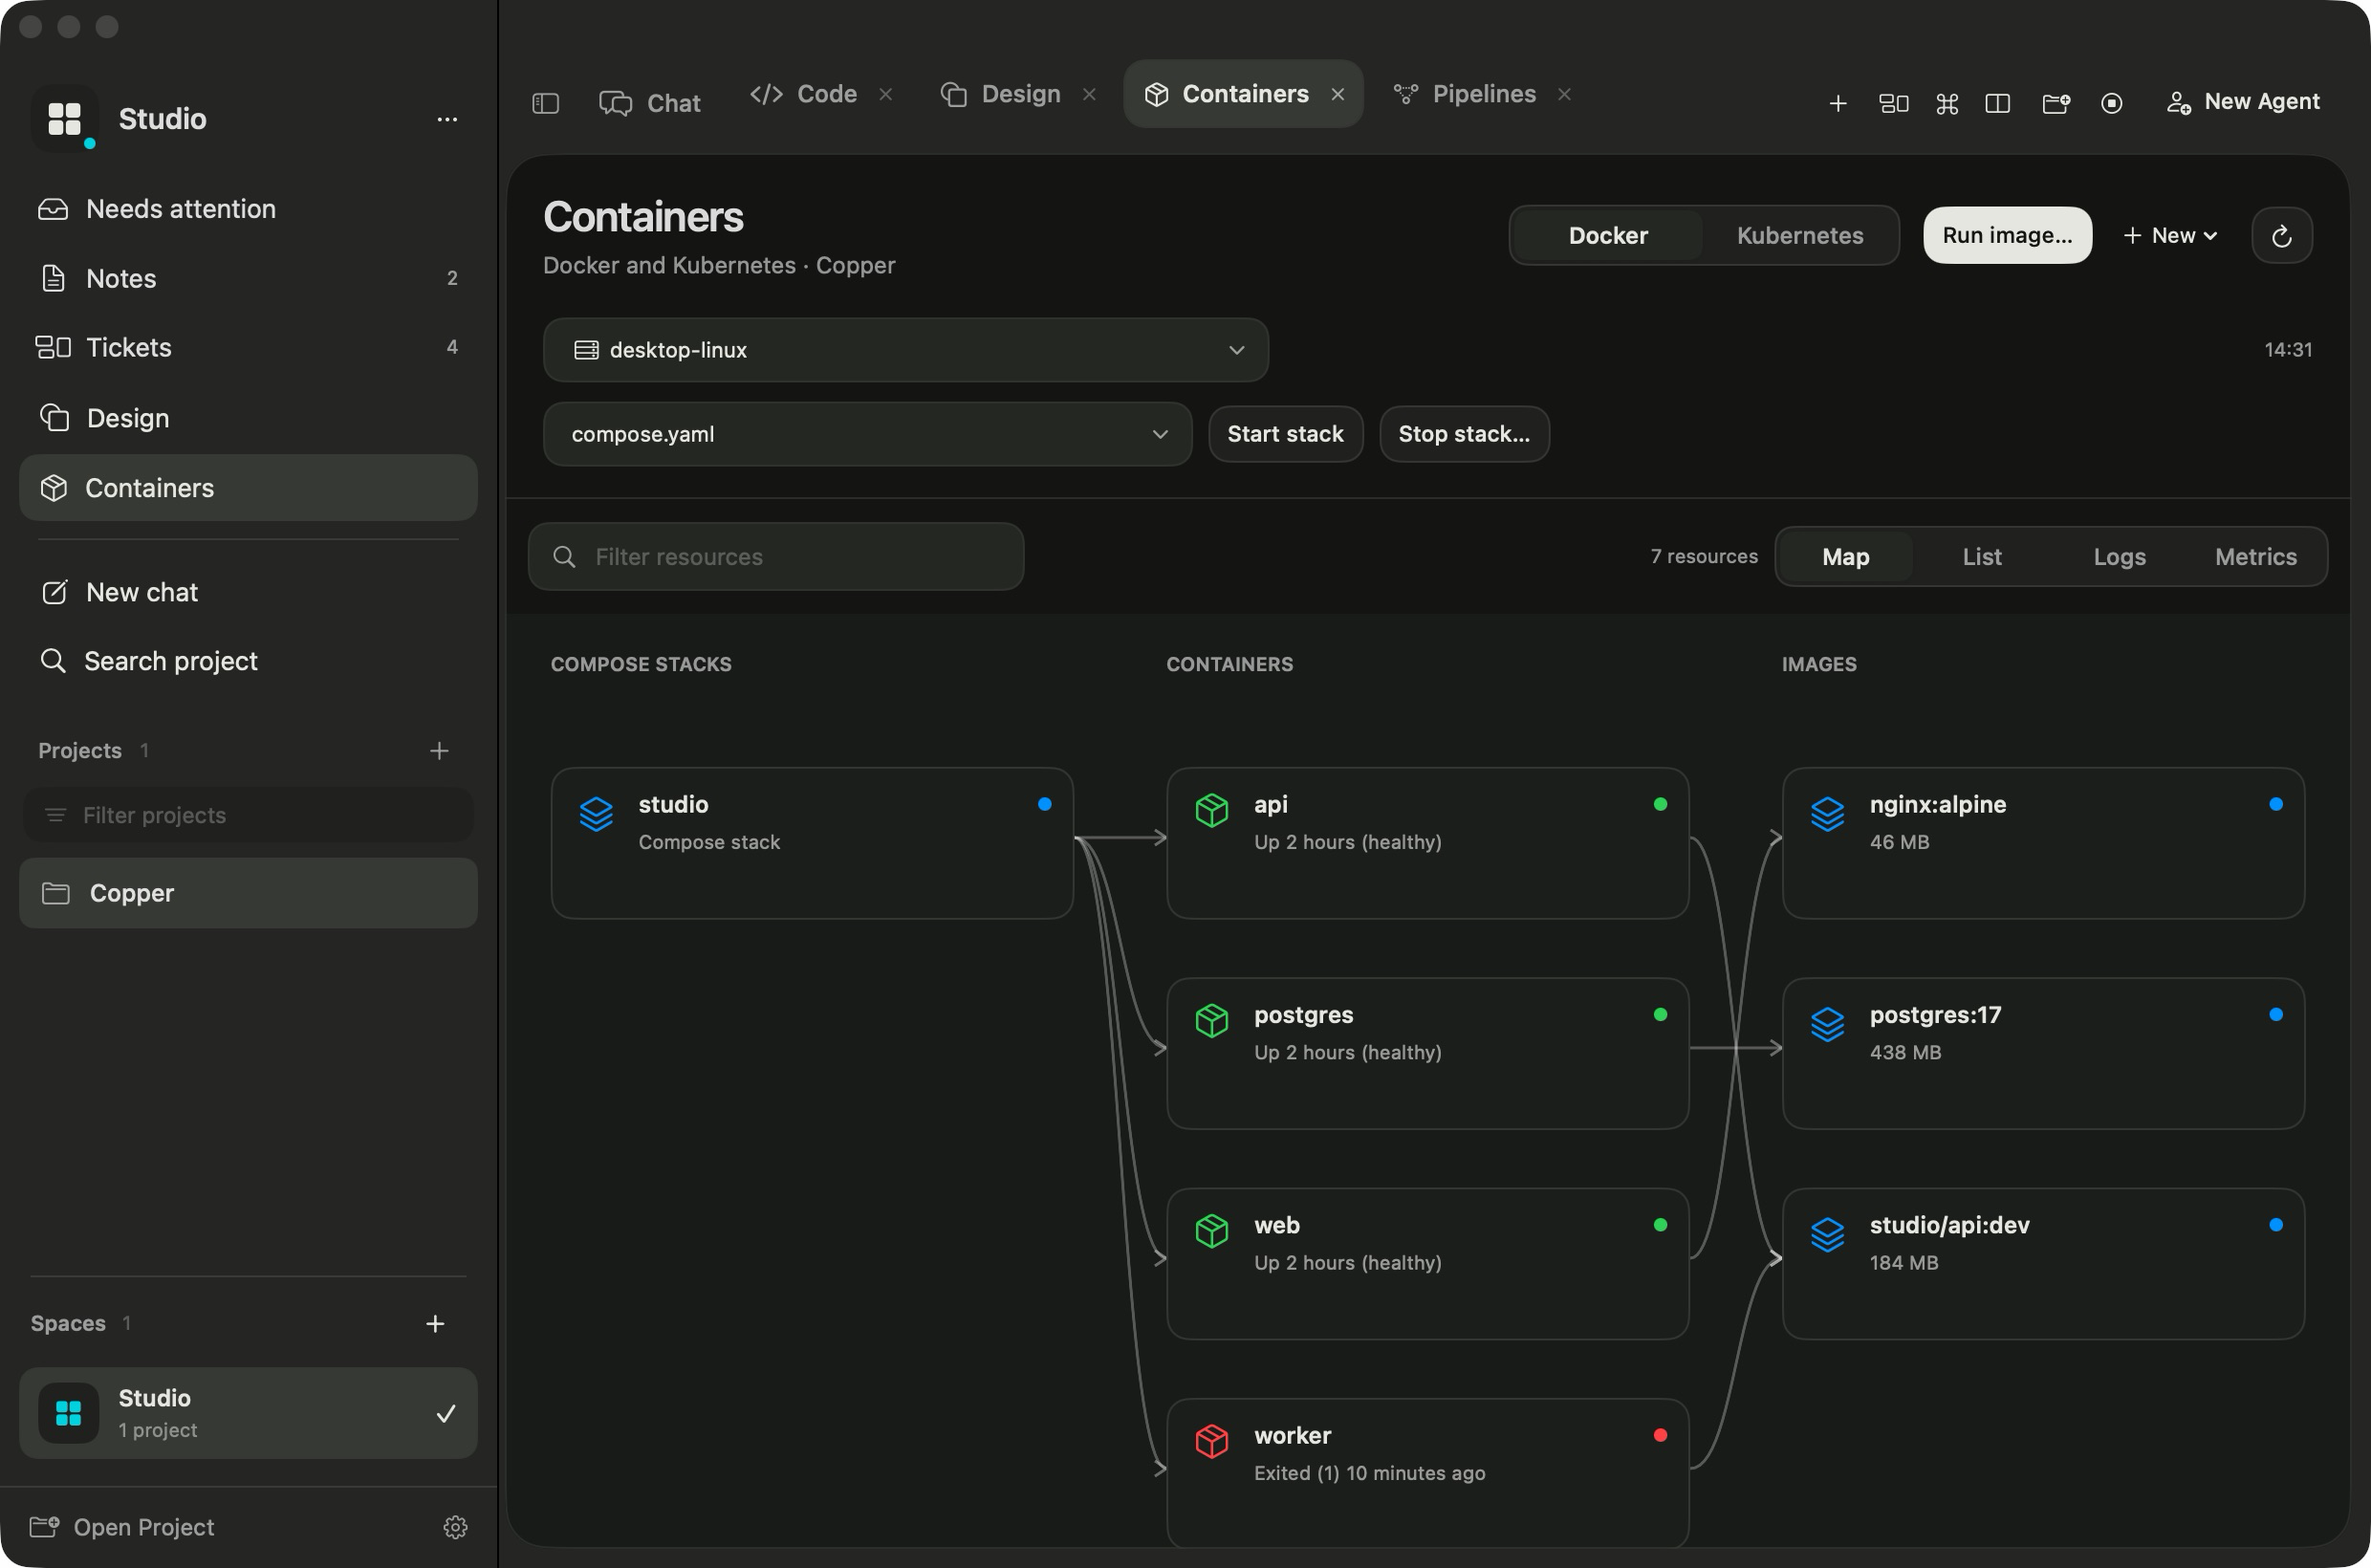 Studio
Needs attention
Notes 2
Tickets 4
Design
Containers
New chat
Search project
Projects 1
Filter projects
Copper
Spaces 1
Studio
1 project
Open Project
Chat
Code
Design
Containers
Pipelines
New Agent
Containers
Docker and Kubernetes · Copper
Docker
Kubernetes
Run image...
New
desktop-linux
14:31
compose.yaml
Start stack
Stop stack...
Filter resources
7 resources
Map
List
Logs
Metrics
COMPOSE STACKS
CONTAINERS
IMAGES
studio
Compose stack
api
Up 2 hours (healthy)
nginx:alpine
46 MB
postgres
Up 2 hours (healthy)
postgres:17
438 MB
web
Up 2 hours (healthy)
studio/api:dev
184 MB
worker
Exited (1) 10 minutes ago